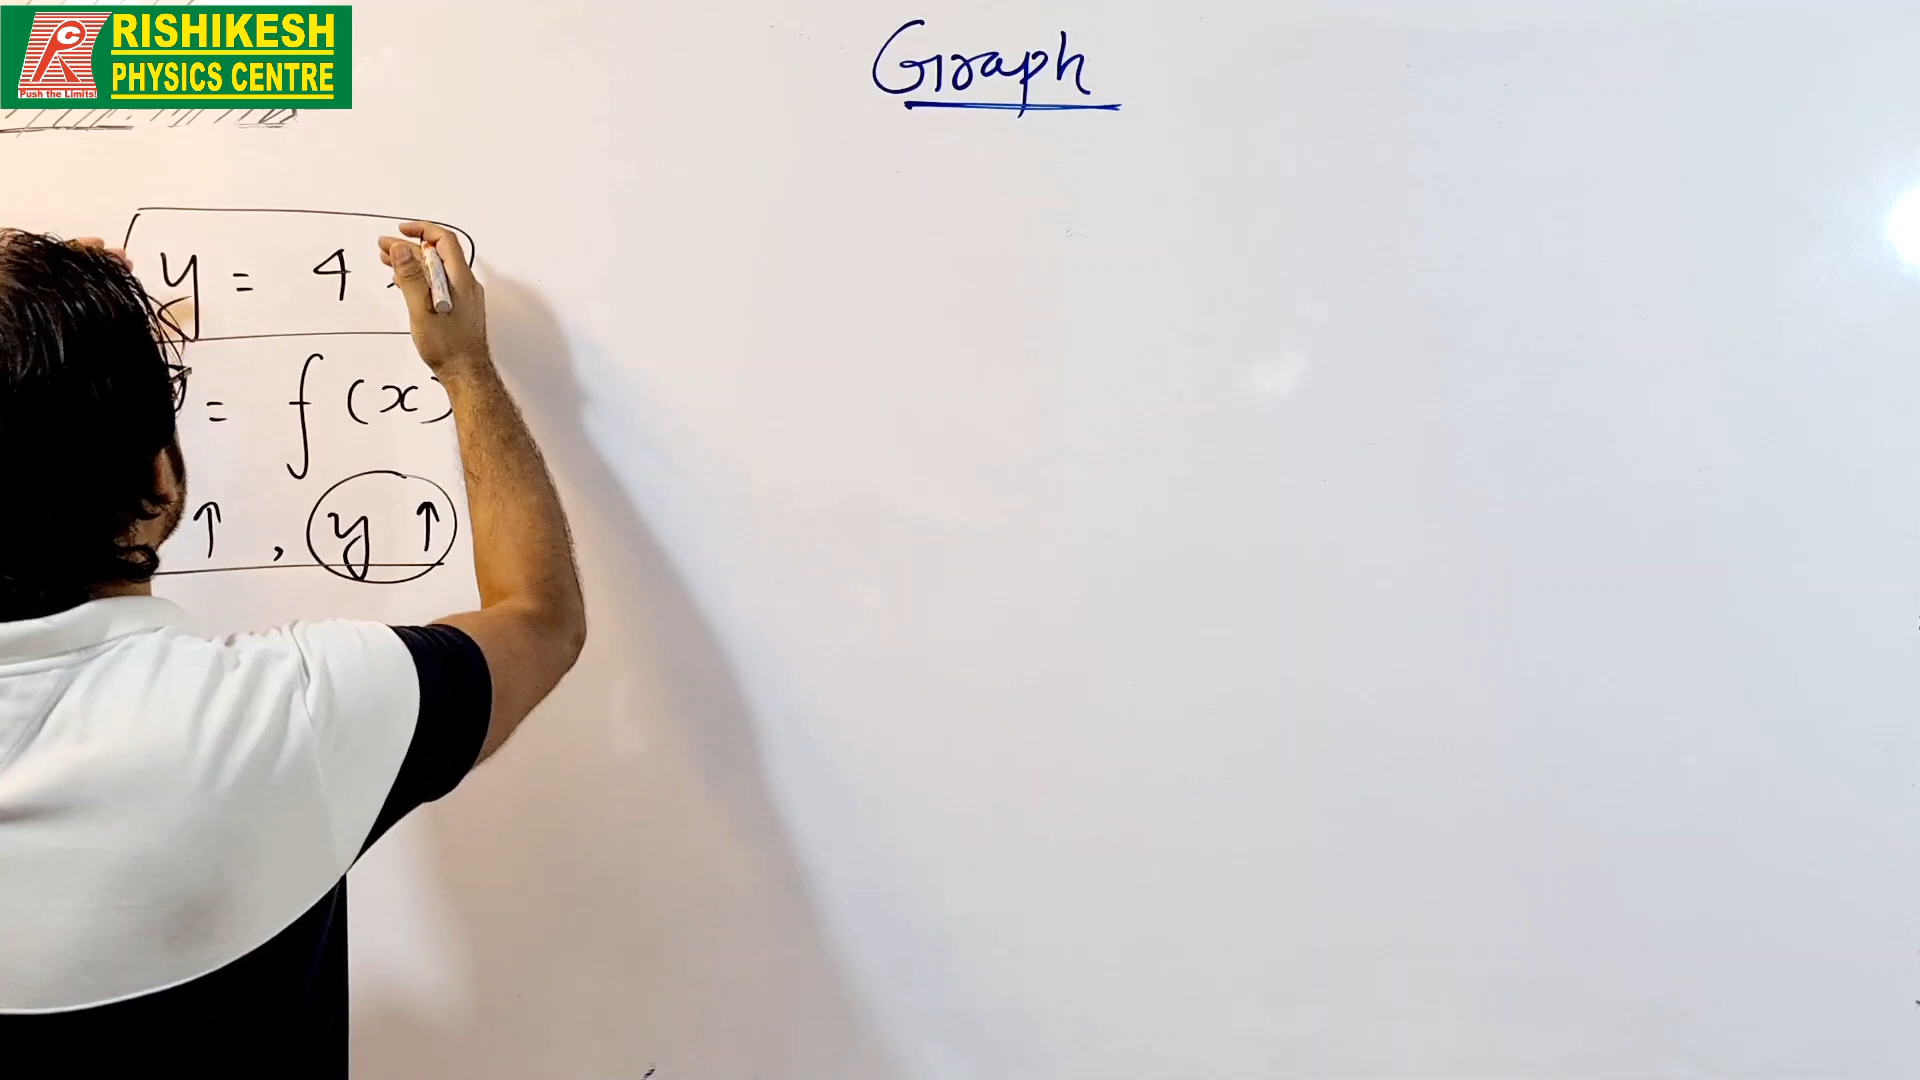 RISHIKESH
PHYSICS CENTRE
Push the Limits!
Graph
y = 4
= f(x)
↑ , y ↑